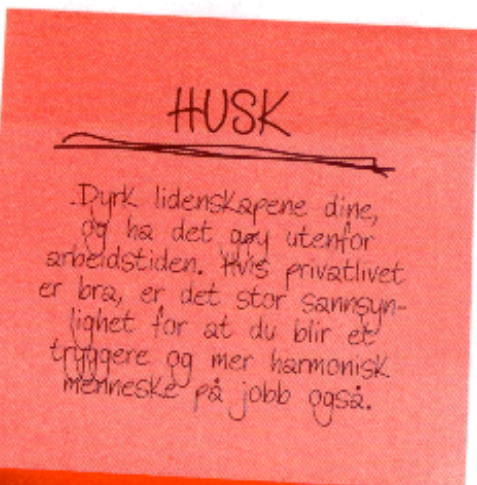 HUSK
Dyrk lidenskapene dine,
og ha det gøy utenfor
arbeidstiden. Hvis privatlivet
er bra, er det stor sannsyn-
lighet for at du blir et
tryggere og mer harmonisk
menneske på jobb også.